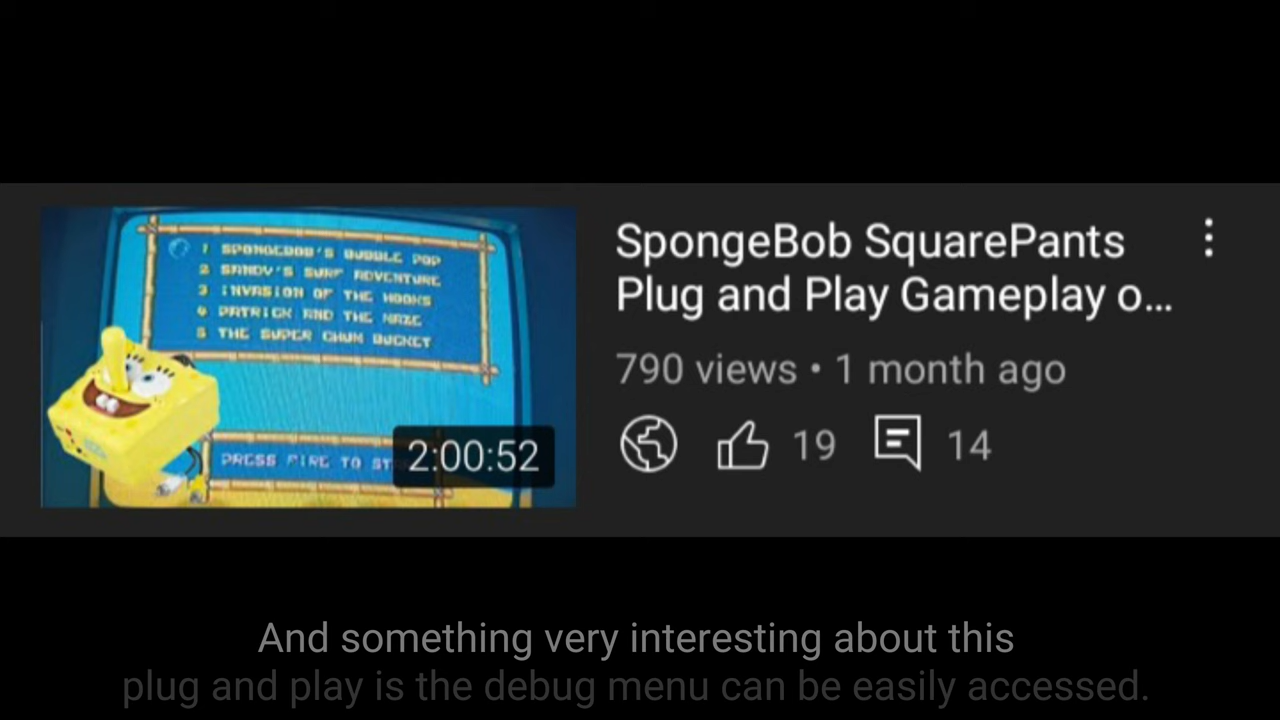 1 SPONGEBOB'S BUBBLE POP
2 SANDY'S SURF ADVENTURE
3 INVASION OF THE HOOKS
4 PATRICK AND THE MAZE
5 THE SUPER CHUM BUCKET
PRESS FIRE TO ST
2:00:52
SpongeBob SquarePants
Plug and Play Gameplay o...
790 views • 1 month ago
19
14
And something very interesting about this
plug and play is the debug menu can be easily accessed.